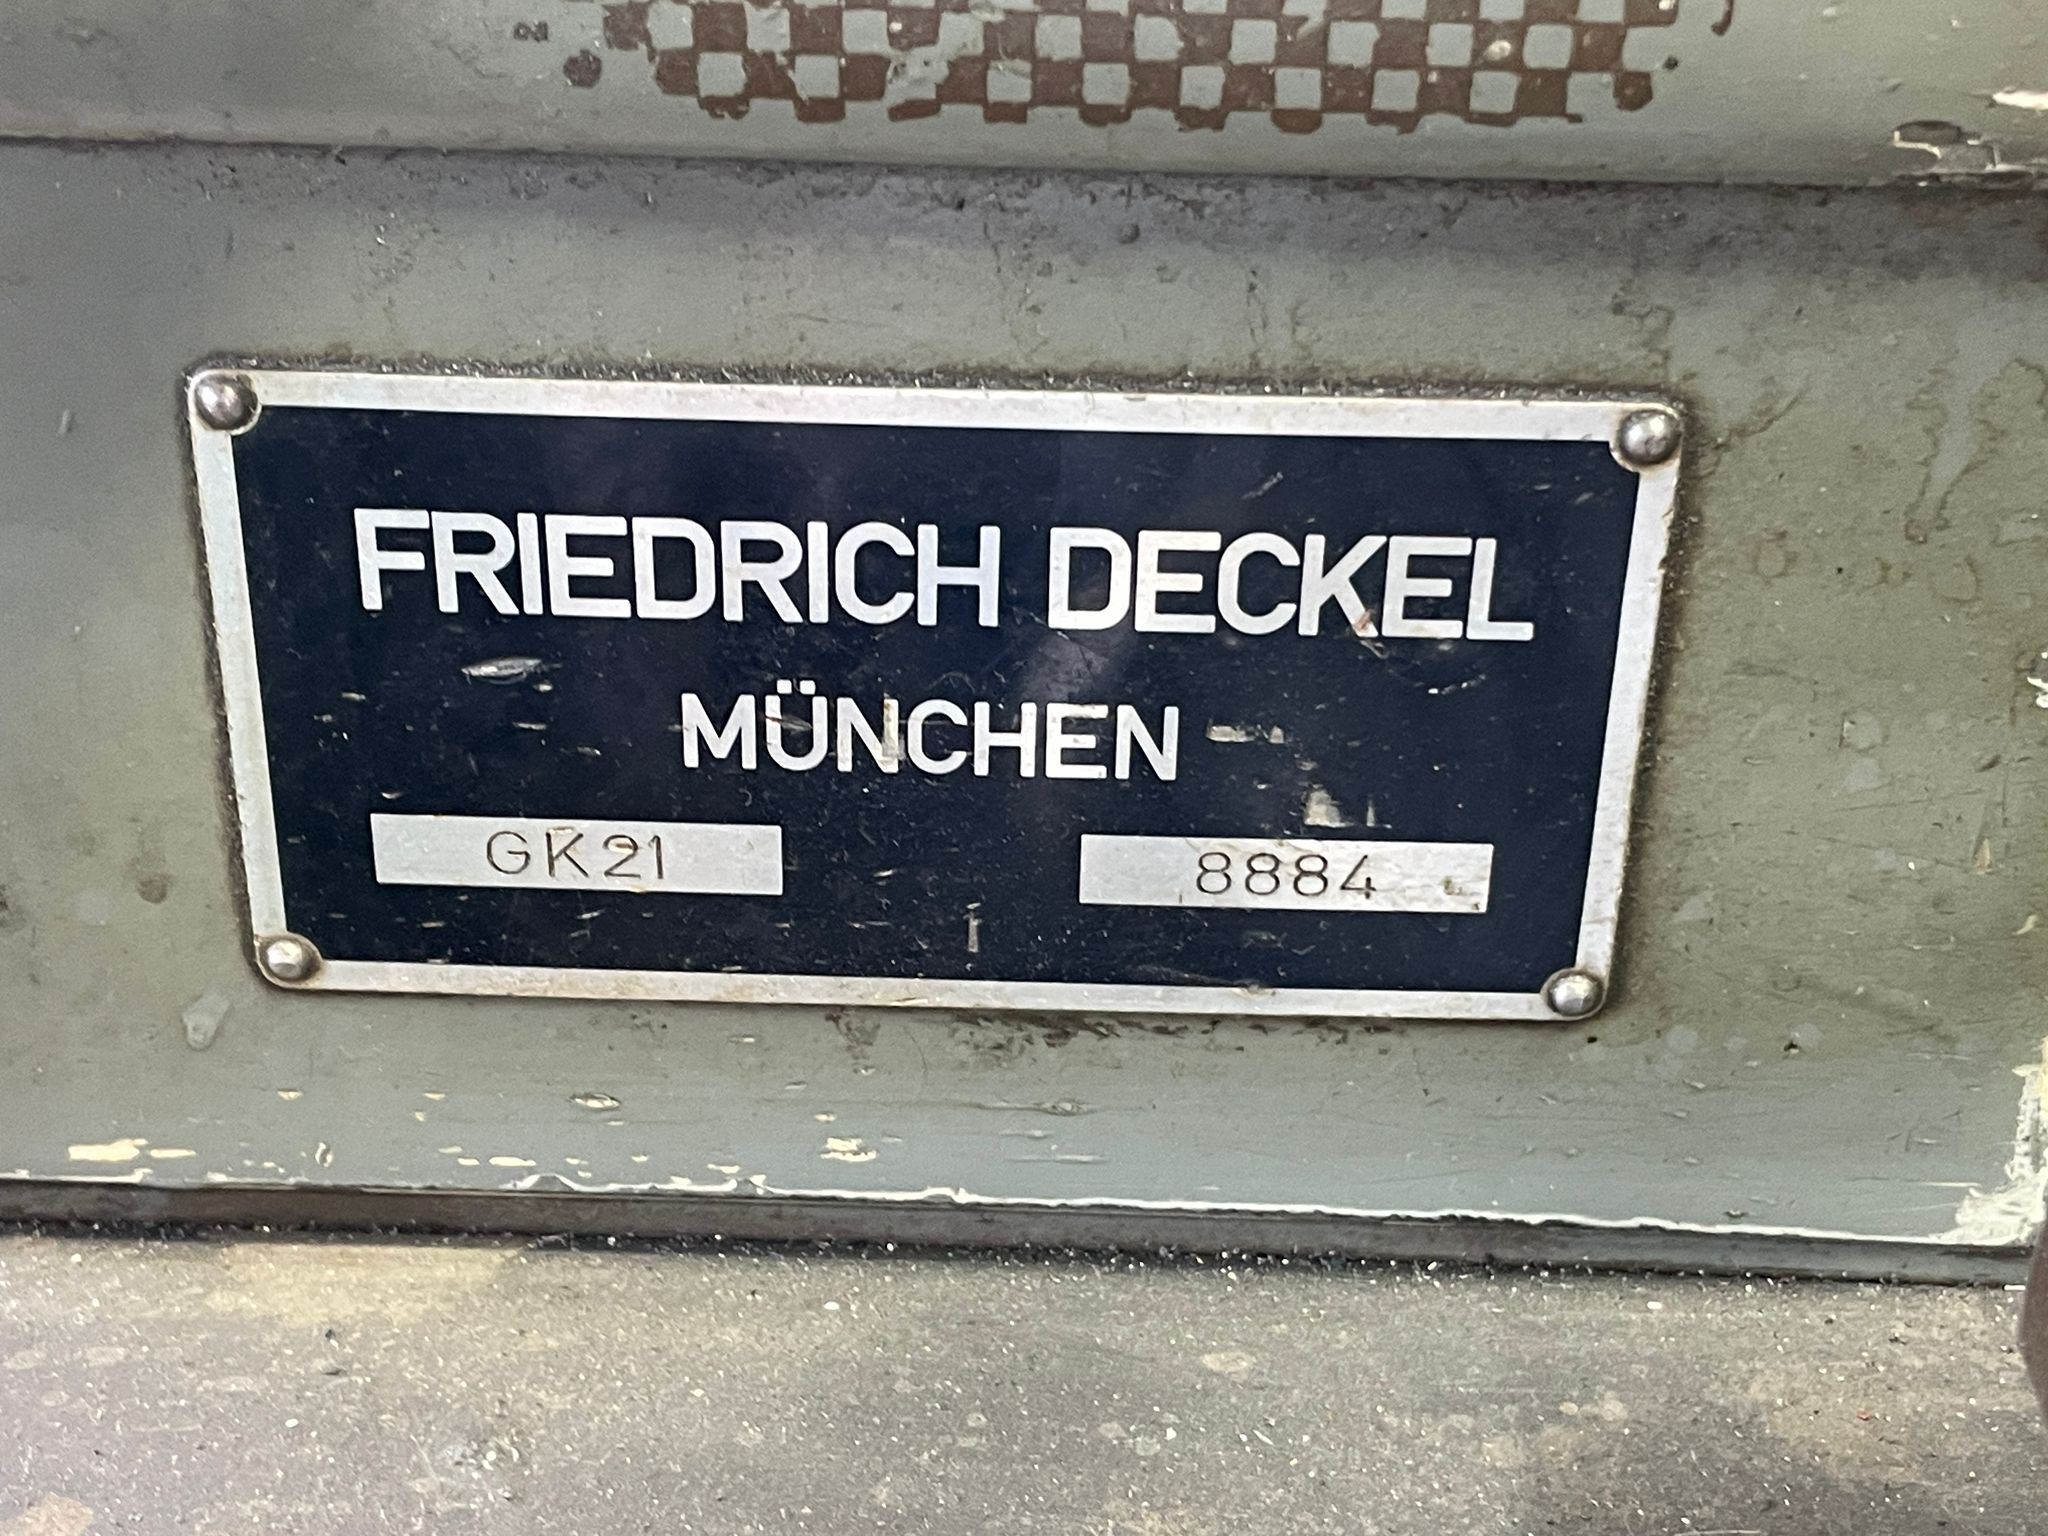 FRIEDRICH DECKEL
MÜNCHEN
GK21 8884